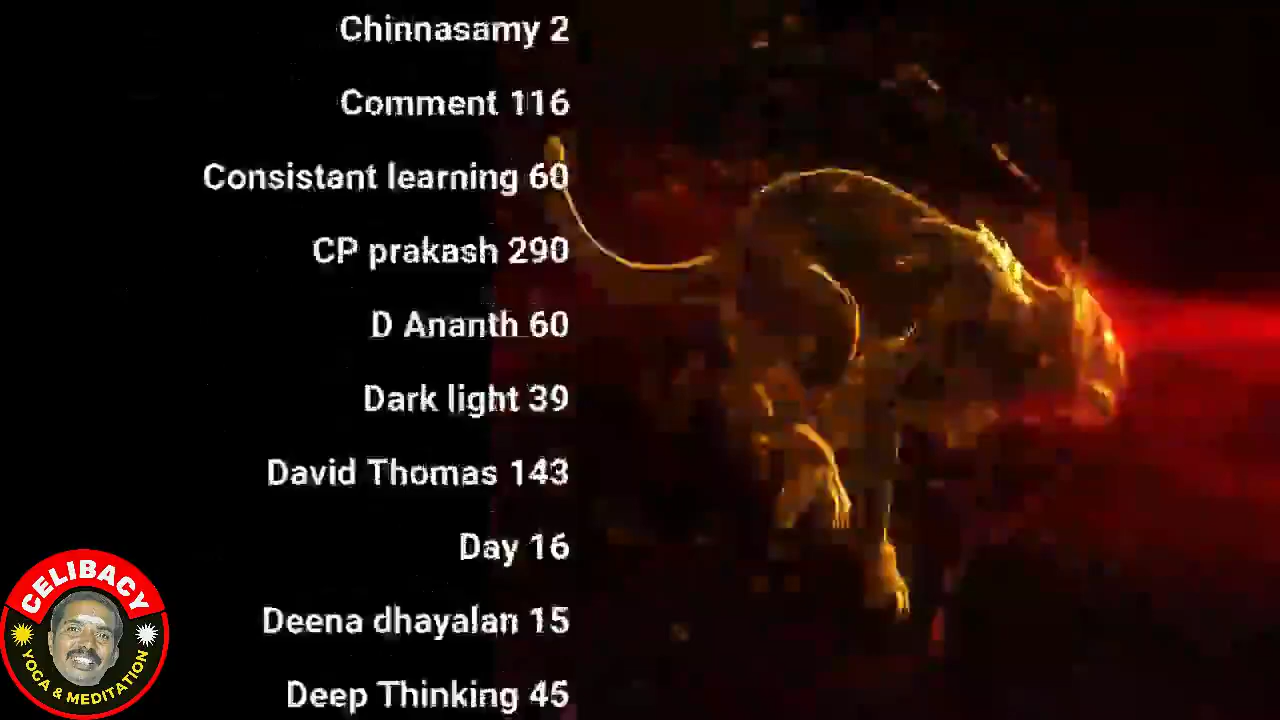 Chinnasamy 2
Comment 116
Consistant learning 60
CP prakash 290
D Ananth 60
Dark light 39
David Thomas 143
Day 16
Deena dhayalan 15
Deep Thinking 45
CELIBACY
YOGA & MEDITATION